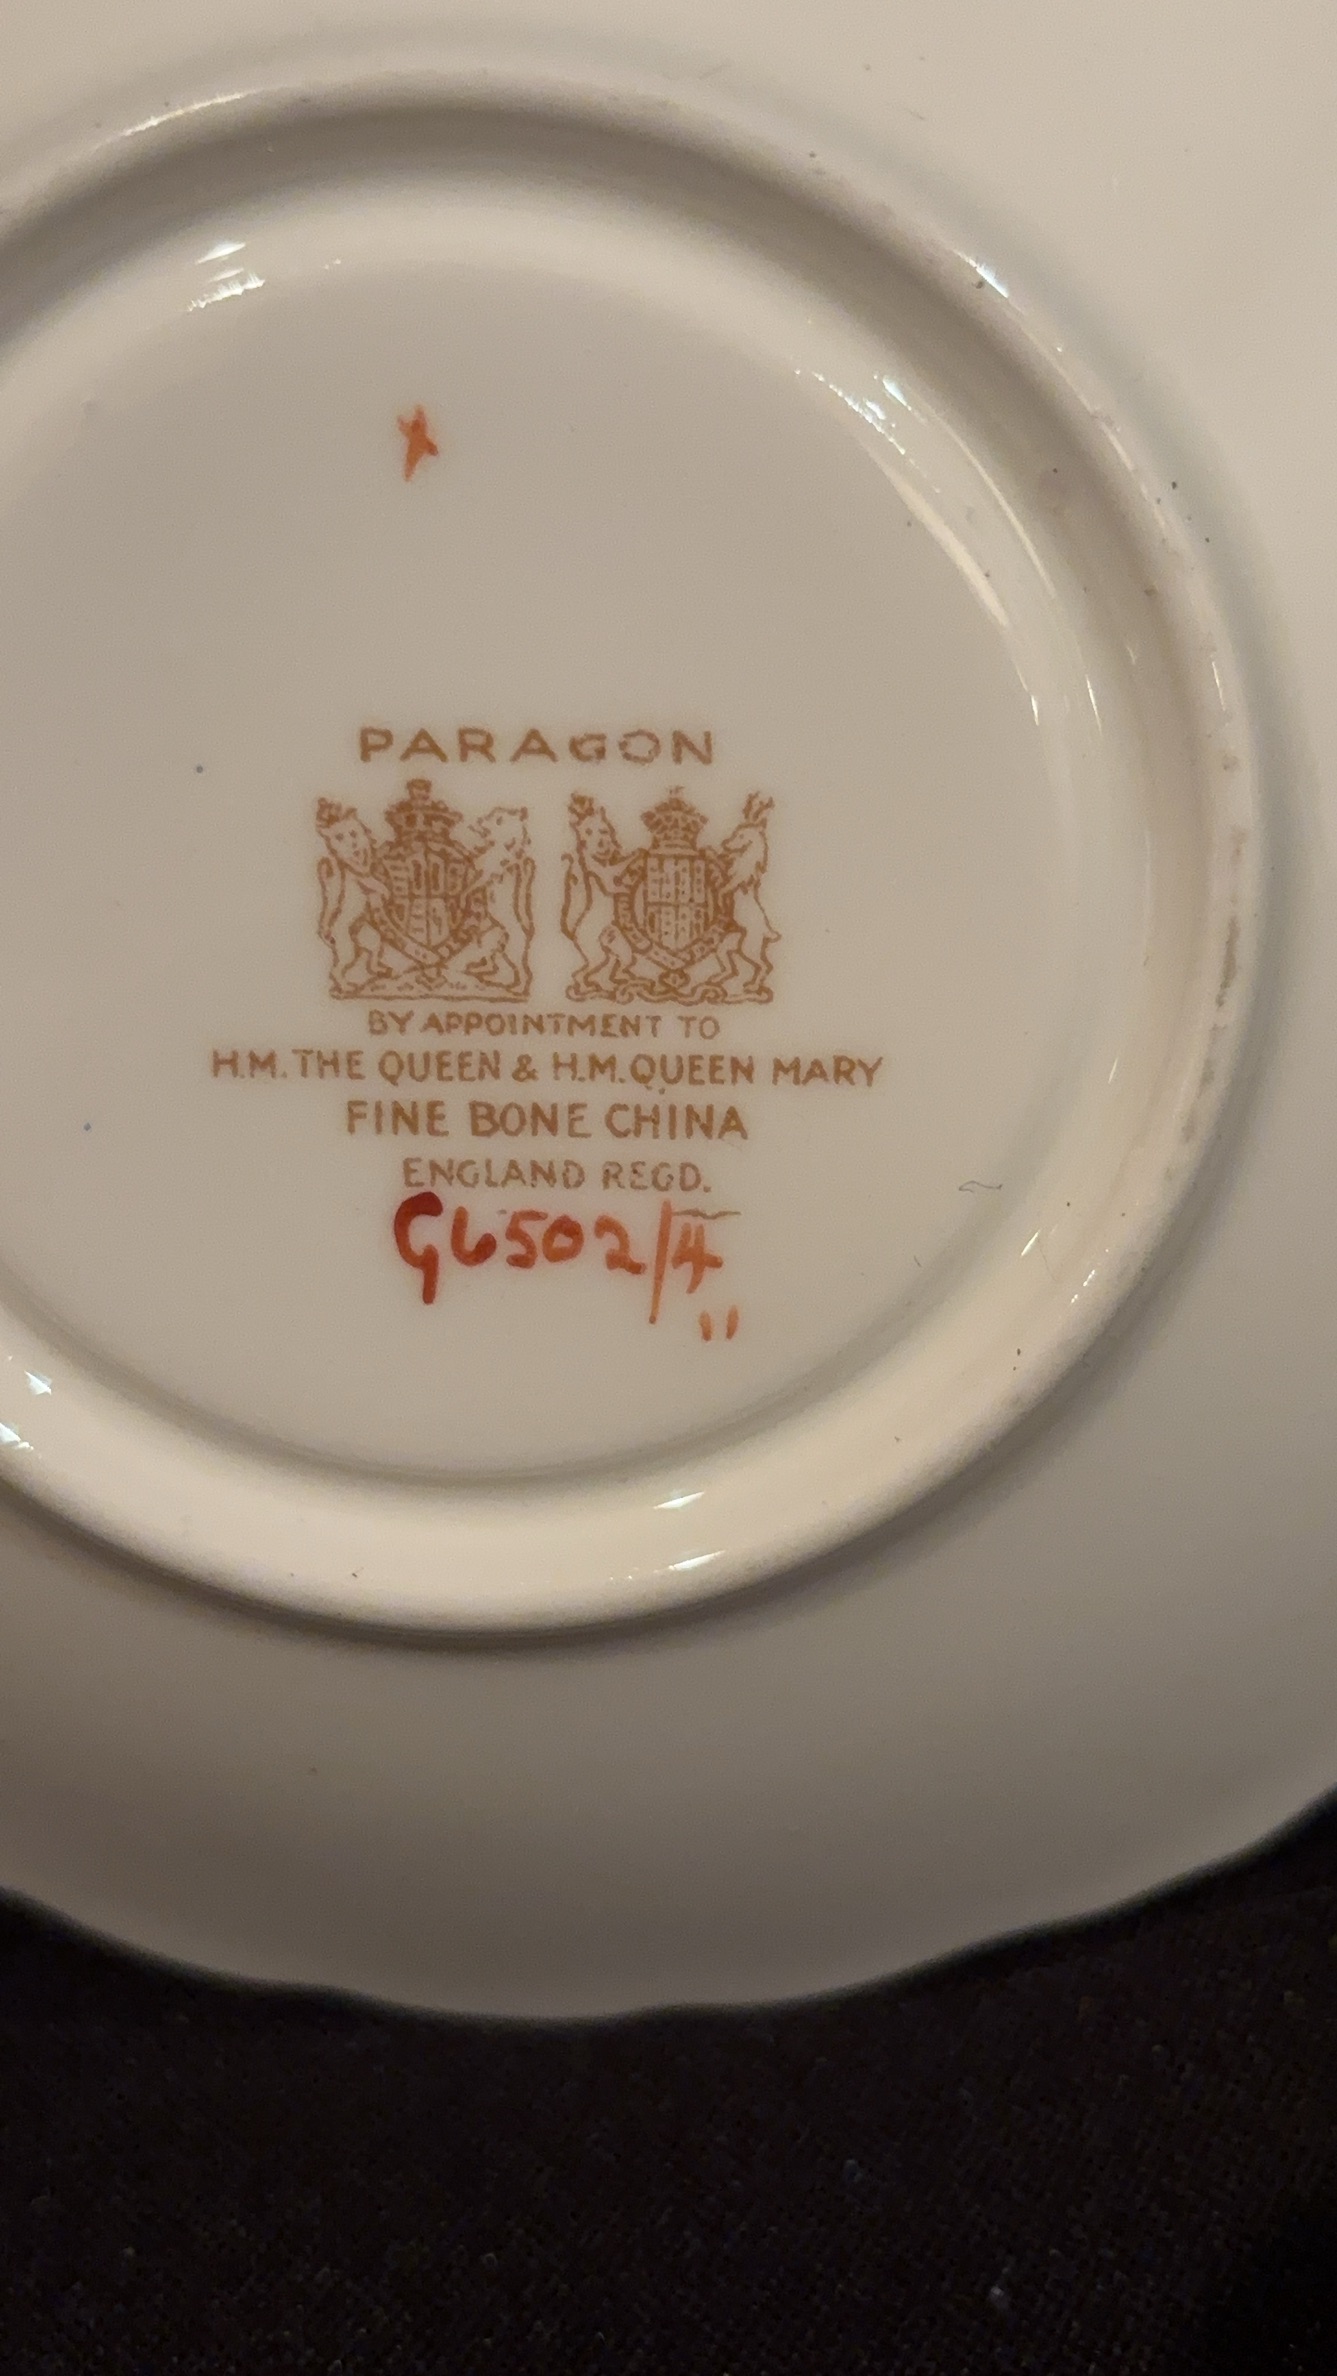 PARAGON
BY APPOINTMENT TO
H.M. THE QUEEN & H.M. QUEEN MARY
FINE BONE CHINA
ENGLAND REGD.
G6502/4
"